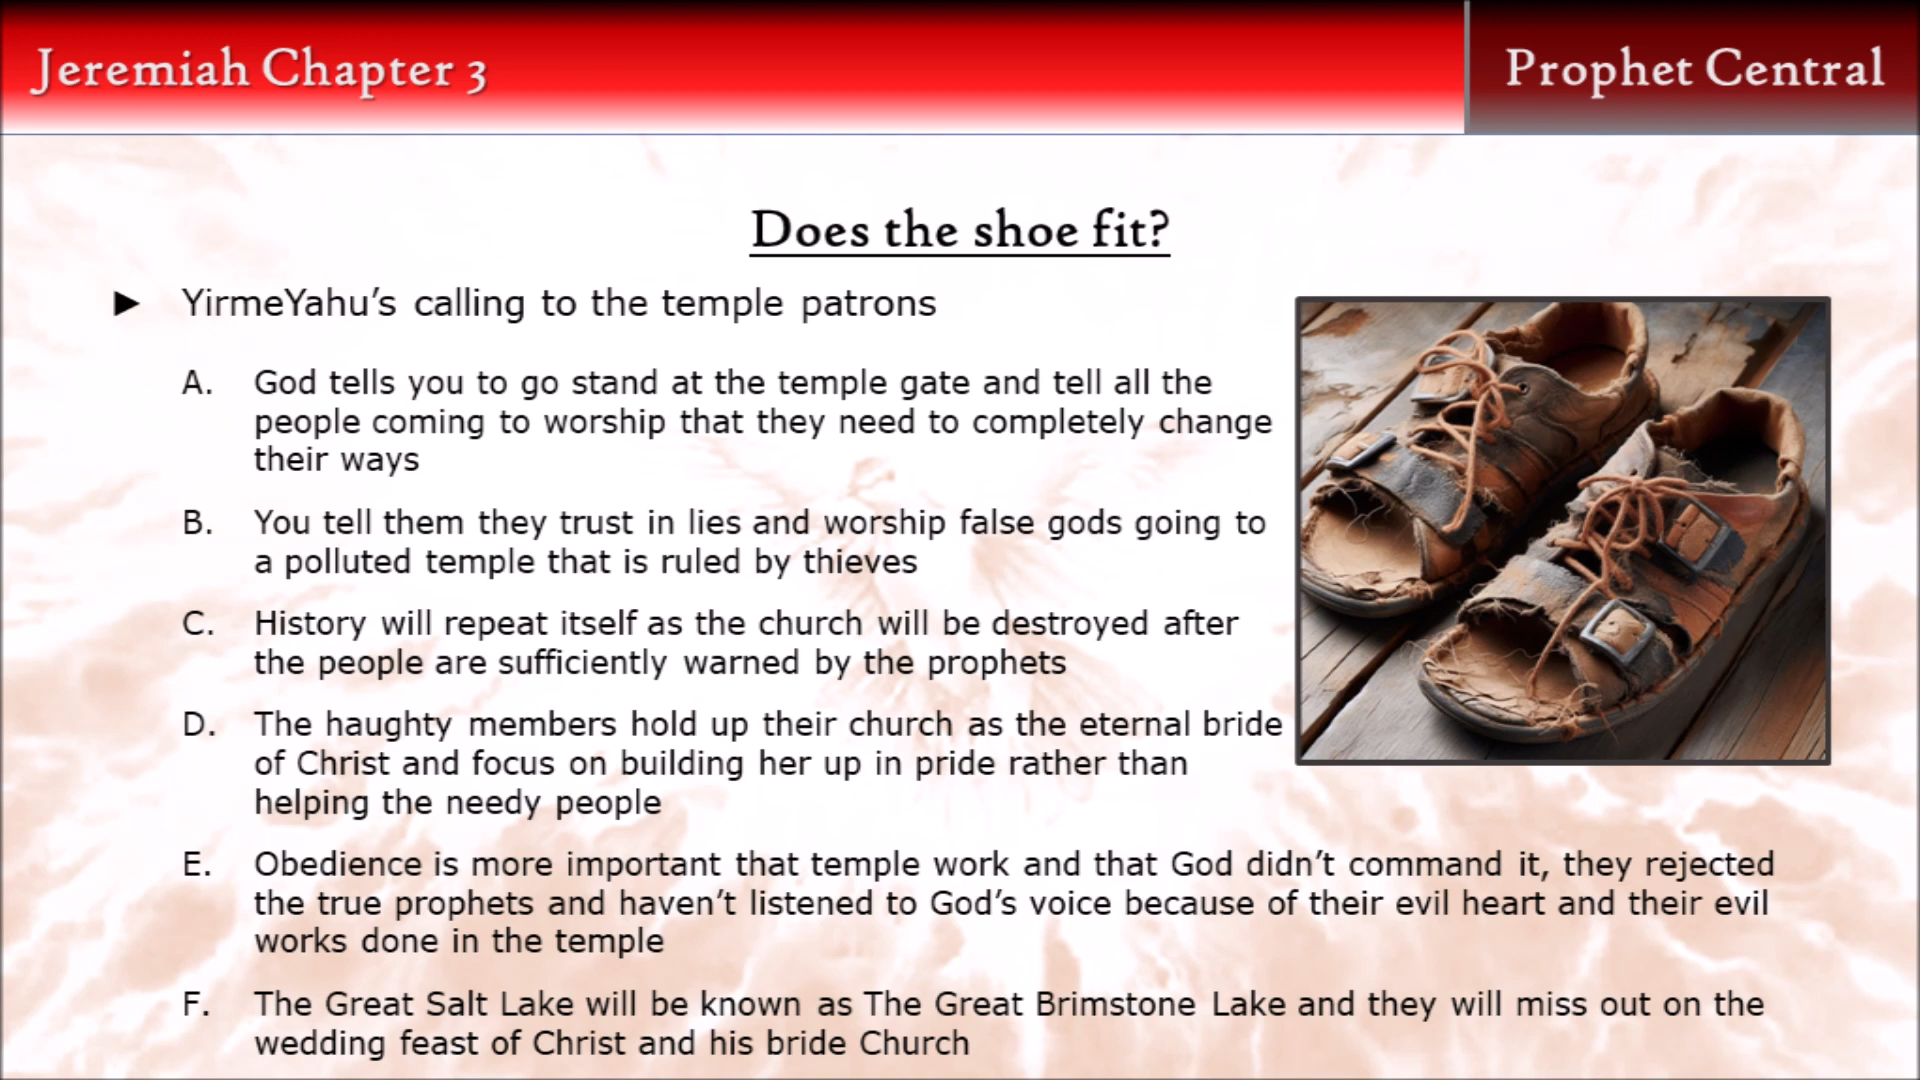 Jeremiah Chapter 3
Prophet Central
Does the shoe fit?
► YirmeYahu's calling to the temple patrons
A. God tells you to go stand at the temple gate and tell all the
people coming to worship that they need to completely change
their ways
B. You tell them they trust in lies and worship false gods going to
a polluted temple that is ruled by thieves
C. History will repeat itself as the church will be destroyed after
the people are sufficiently warned by the prophets
D. The haughty members hold up their church as the eternal bride
of Christ and focus on building her up in pride rather than
helping the needy people
E. Obedience is more important that temple work and that God didn't command it, they rejected
the true prophets and haven't listened to God's voice because of their evil heart and their evil
works done in the temple
F. The Great Salt Lake will be known as The Great Brimstone Lake and they will miss out on the
wedding feast of Christ and his bride Church